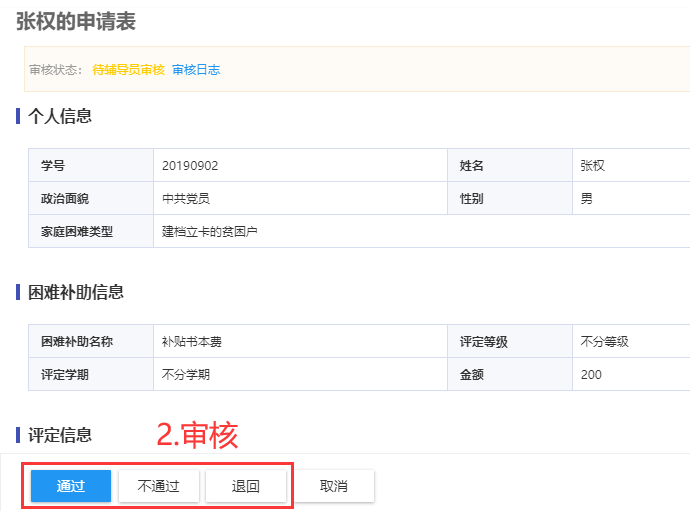 张权的申请表
审核状态： 待辅导员审核 审核日志
个人信息
学号 20190902 姓名 张权
政治面貌 中共党员 性别 男
家庭困难类型 建档立卡的贫困户
困难补助信息
困难补助名称 补贴书本费 评定等级 不分等级
评定学期 不分学期 金额 200
评定信息 2.审核
通过 不通过 退回 取消